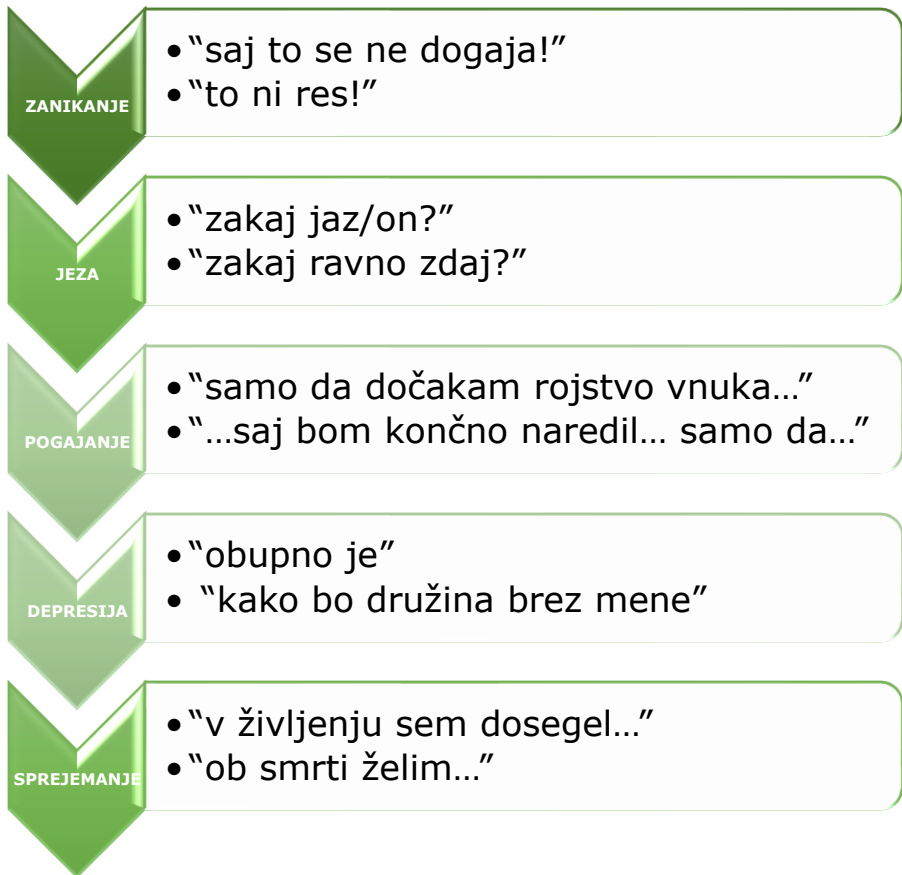 ZANIKANJE
•“saj to se ne dogaja!”
•“to ni res!”
JEZA
•“zakaj jaz/on?”
•“zakaj ravno zdaj?”
POGAJANJE
•“samo da dočakam rojstvo vnuka…”
•“…saj bom končno naredil… samo da…”
DEPRESIJA
•“obupno je”
• “kako bo družina brez mene”
SPREJEMANJE
•“v življenju sem dosegel…”
•“ob smrti želim…”